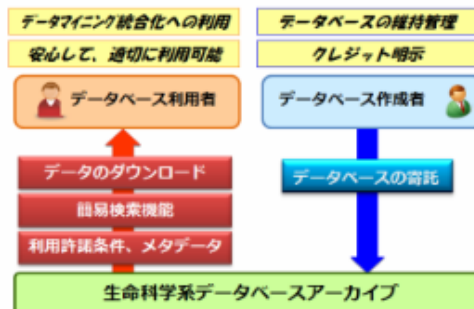 データマイニング統合化への利用
安心して、適切に利用可能
データベースの維持管理
クレジット明示
データベース利用者
データベース作成者
データのダウンロード
簡易検索機能
利用許諾条件、メタデータ
データベースの寄託
生命科学系データベースアーカイブ